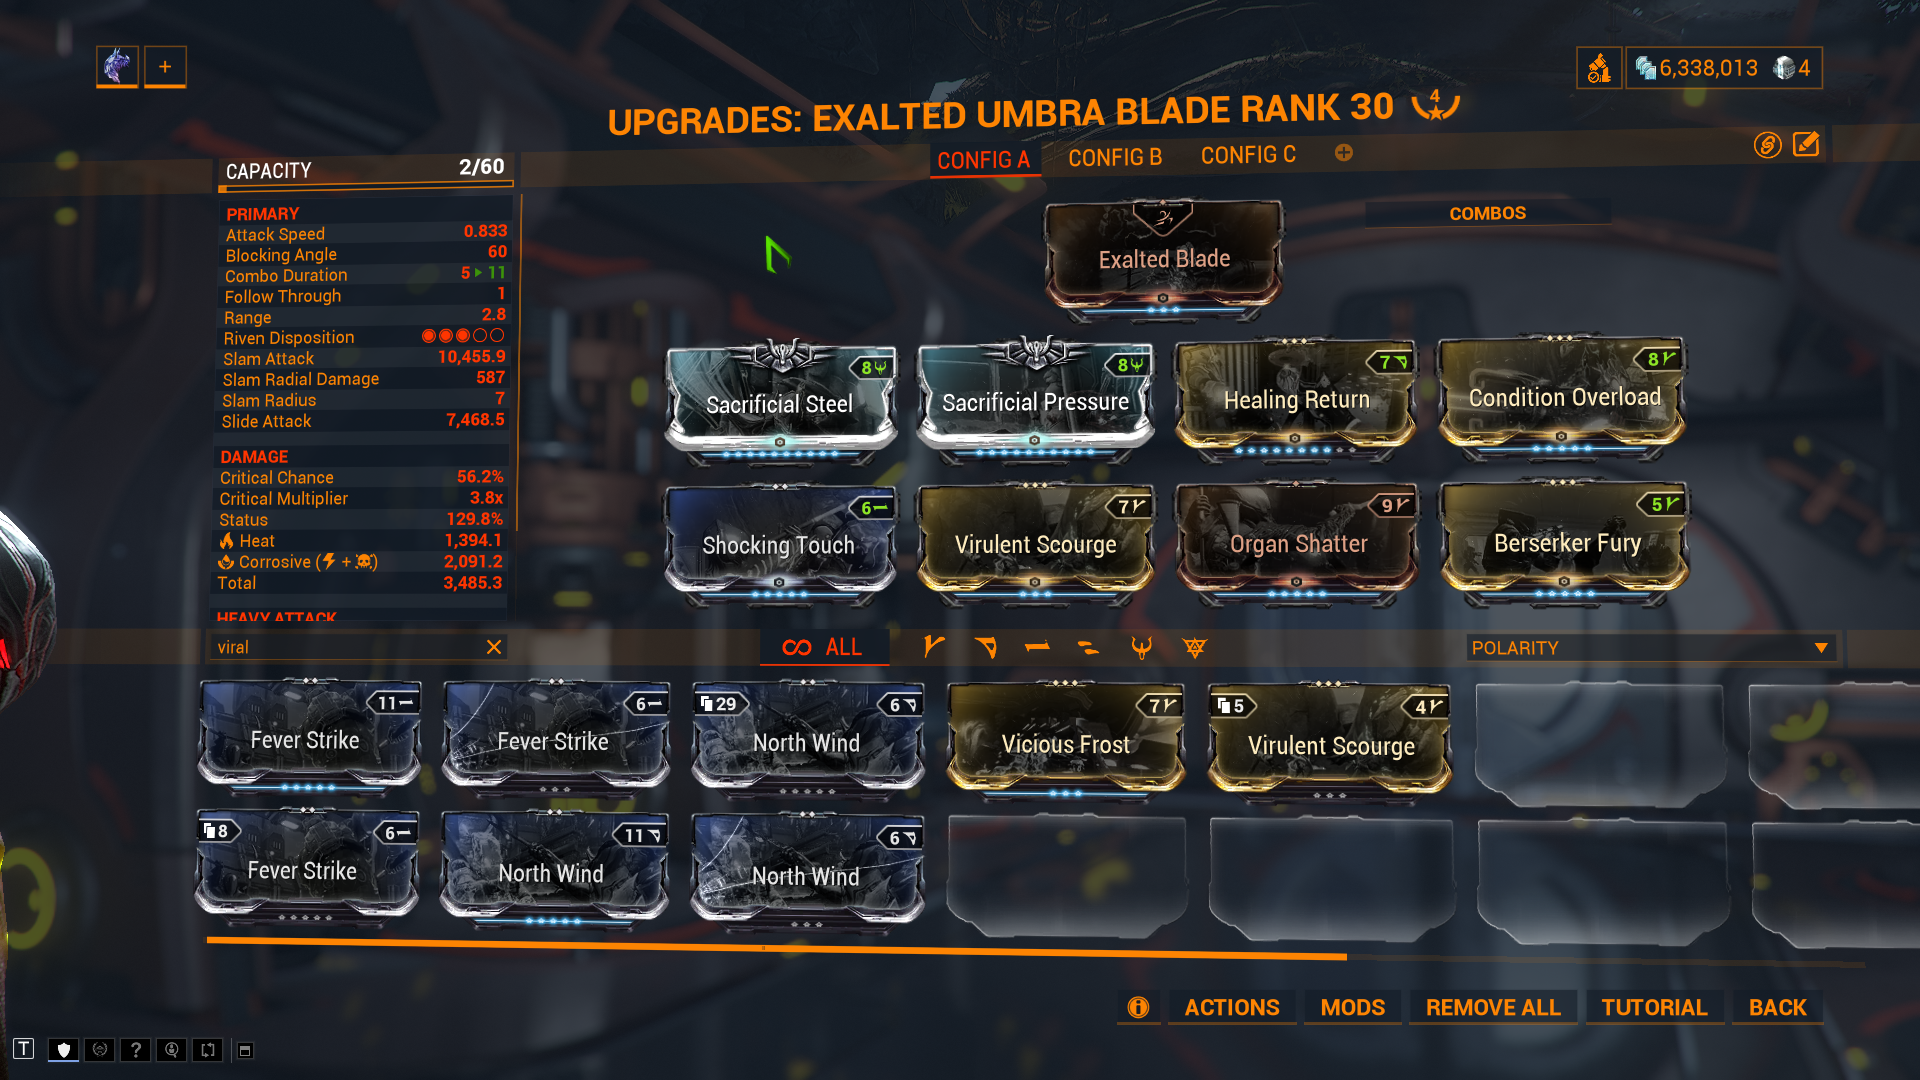 +
6,338,013 4
UPGRADES: EXALTED UMBRA BLADE RANK 30 4
CONFIG A CONFIG B CONFIG C
CAPACITY 2/60
PRIMARY
Attack Speed 0.833
Blocking Angle 60
Combo Duration 5 ▸ 11
Follow Through 1
Range 2.8
Riven Disposition
Slam Attack 10,455.9
Slam Radial Damage 587
Slam Radius 7
Slide Attack 7,468.5
DAMAGE
Critical Chance 56.2%
Critical Multiplier 3.8x
Status 129.8%
Heat 1,394.1
Corrosive ( + ) 2,091.2
Total 3,485.3
HEAVY ATTACK
COMBOS
Exalted Blade
8 8 7 8
Sacrificial Steel Sacrificial Pressure Healing Return Condition Overload
6 7 9 5
Shocking Touch Virulent Scourge Organ Shatter Berserker Fury
viral
ALL
POLARITY
11 6 29 6 7 5 4
Fever Strike Fever Strike North Wind Vicious Frost Virulent Scourge
8 6 11 6
Fever Strike North Wind North Wind
ACTIONS MODS REMOVE ALL TUTORIAL BACK
T ?